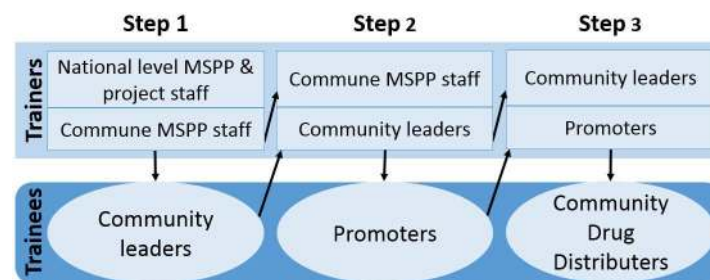 Step 1
Step 2
Step 3
Trainers
National level MSPP &
project staff
Commune MSPP staff
Commune MSPP staff
Community leaders
Community leaders
Promoters
Trainees
Community
leaders
Promoters
Community
Drug
Distributers